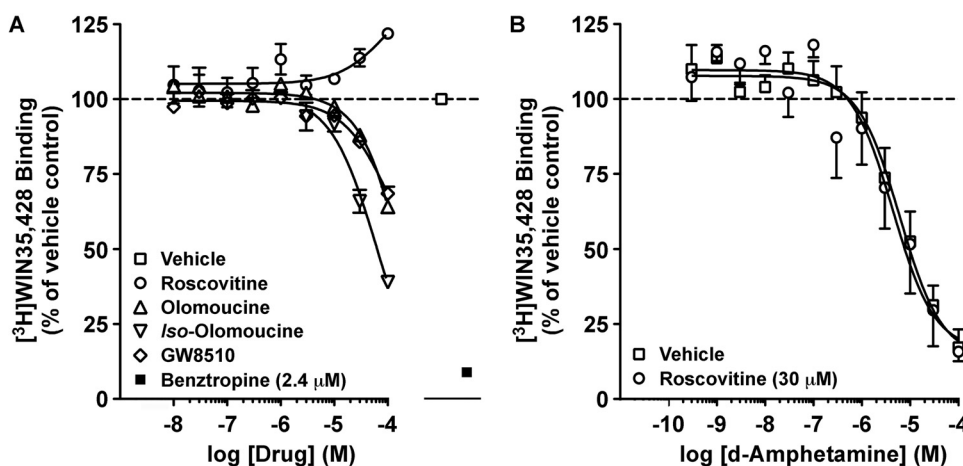 A
[³H]WIN35,428 Binding
(% of vehicle control)
125
100
75
50
25
0
Vehicle
Roscovitine
Olomoucine
Iso-Olomoucine
GW8510
Benztropine (2.4 μM)
-8 -7 -6 -5 -4
log [Drug] (M)
B
[³H]WIN35,428 Binding
(% of vehicle control)
125
100
75
50
25
0
Vehicle
Roscovitine (30 μM)
-10 -9 -8 -7 -6 -5 -4
log [d-Amphetamine] (M)